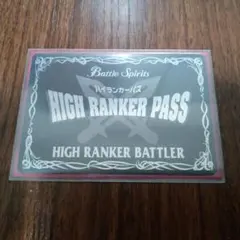 Battle Spirits
ハイランカーパス
HIGH RANKER PASS
HIGH RANKER BATTLER